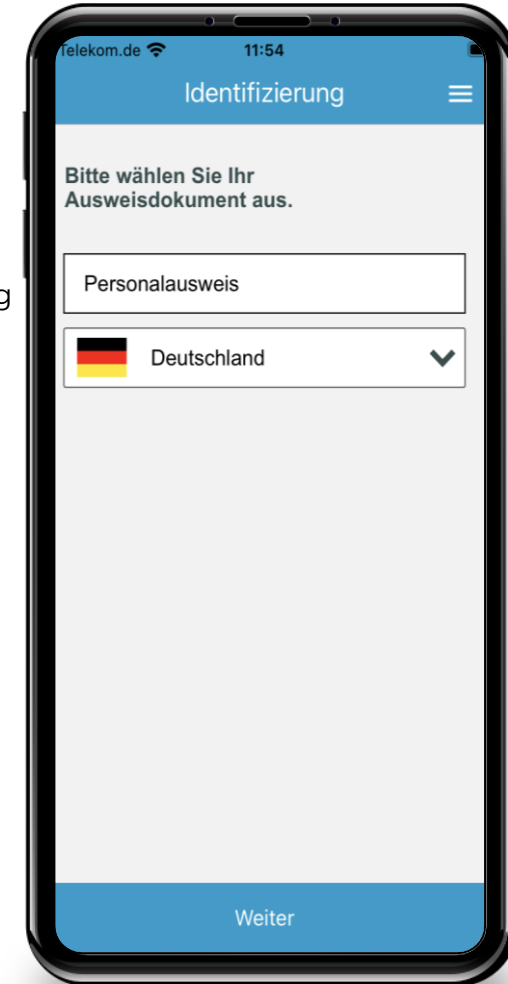 Telekom.de 11:54
Identifizierung
Bitte wählen Sie Ihr
Ausweisdokument aus.
g
Personalausweis
Deutschland
Weiter